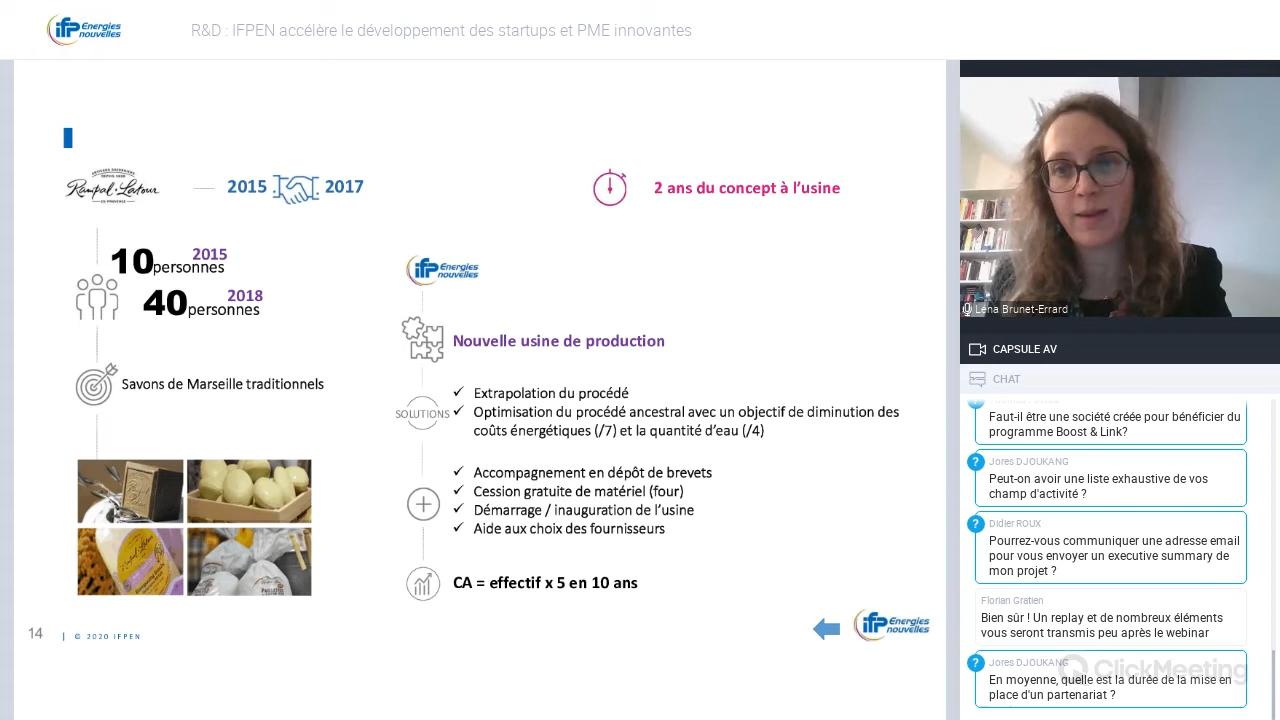 ifp Energies nouvelles
R&D : IFPEN accélère le développement des startups et PME innovantes
Rampal·Latour
2015 2017
2 ans du concept à l'usine
10 personnes 2015
40 personnes 2018
ifp Energies nouvelles
Nouvelle usine de production
Savons de Marseille traditionnels
SOLUTIONS
✓ Extrapolation du procédé
✓ Optimisation du procédé ancestral avec un objectif de diminution des
coûts énergétiques (/7) et la quantité d'eau (/4)
✓ Accompagnement en dépôt de brevets
✓ Cession gratuite de matériel (four)
✓ Démarrage / inauguration de l'usine
✓ Aide aux choix des fournisseurs
CA = effectif x 5 en 10 ans
14 | © 2020 IFPEN
ifp Energies nouvelles
Léna Brunet-Errard
CAPSULE AV
CHAT
Faut-il être une société créée pour bénéficier du
programme Boost & Link?
Jores DJOUKANG
Peut-on avoir une liste exhaustive de vos
champ d'activité ?
Didier ROUX
Pourrez-vous communiquer une adresse email
pour vous envoyer un executive summary de
mon projet ?
Florian Gratien
Bien sûr ! Un replay et de nombreux éléments
vous seront transmis peu après le webinar
Jores DJOUKANG
ClickMeeting
En moyenne, quelle est la durée de la mise en
place d'un partenariat ?